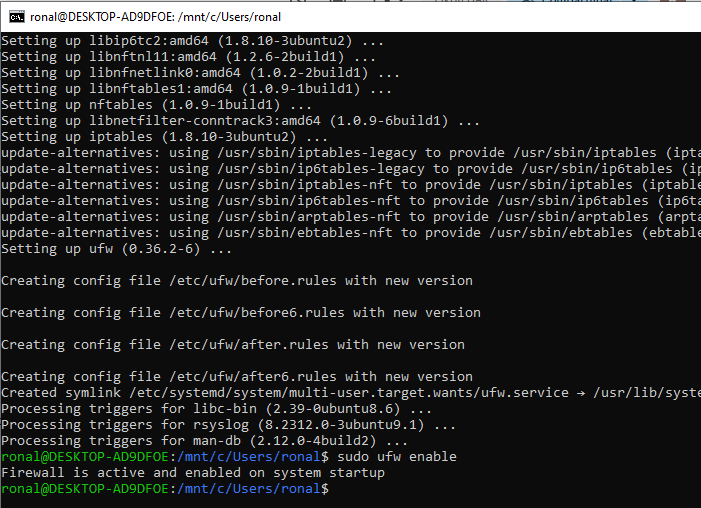 ronal@DESKTOP-AD9DFOE: /mnt/c/Users/ronal
Setting up libip6tc2:amd64 (1.8.10-3ubuntu2) ...
Setting up libnftnl11:amd64 (1.2.6-2build1) ...
Setting up libnfnetlink0:amd64 (1.0.2-2build1) ...
Setting up libnftables1:amd64 (1.0.9-1build1) ...
Setting up nftables (1.0.9-1build1) ...
Setting up libnetfilter-conntrack3:amd64 (1.0.9-6build1) ...
Setting up iptables (1.8.10-3ubuntu2) ...
update-alternatives: using /usr/sbin/iptables-legacy to provide /usr/sbin/iptables (ipta
update-alternatives: using /usr/sbin/ip6tables-legacy to provide /usr/sbin/ip6tables (ip
update-alternatives: using /usr/sbin/iptables-nft to provide /usr/sbin/iptables (iptable
update-alternatives: using /usr/sbin/ip6tables-nft to provide /usr/sbin/ip6tables (ip6ta
update-alternatives: using /usr/sbin/arptables-nft to provide /usr/sbin/arptables (arpta
update-alternatives: using /usr/sbin/ebtables-nft to provide /usr/sbin/ebtables (ebtable
Setting up ufw (0.36.2-6) ...
Creating config file /etc/ufw/before.rules with new version
Creating config file /etc/ufw/before6.rules with new version
Creating config file /etc/ufw/after.rules with new version
Creating config file /etc/ufw/after6.rules with new version
Created symlink /etc/systemd/system/multi-user.target.wants/ufw.service → /usr/lib/syste
Processing triggers for libc-bin (2.39-0ubuntu8.6) ...
Processing triggers for rsyslog (8.2312.0-3ubuntu9.1) ...
Processing triggers for man-db (2.12.0-4build2) ...
ronal@DESKTOP-AD9DFOE:/mnt/c/Users/ronal$ sudo ufw enable
Firewall is active and enabled on system startup
ronal@DESKTOP-AD9DFOE:/mnt/c/Users/ronal$